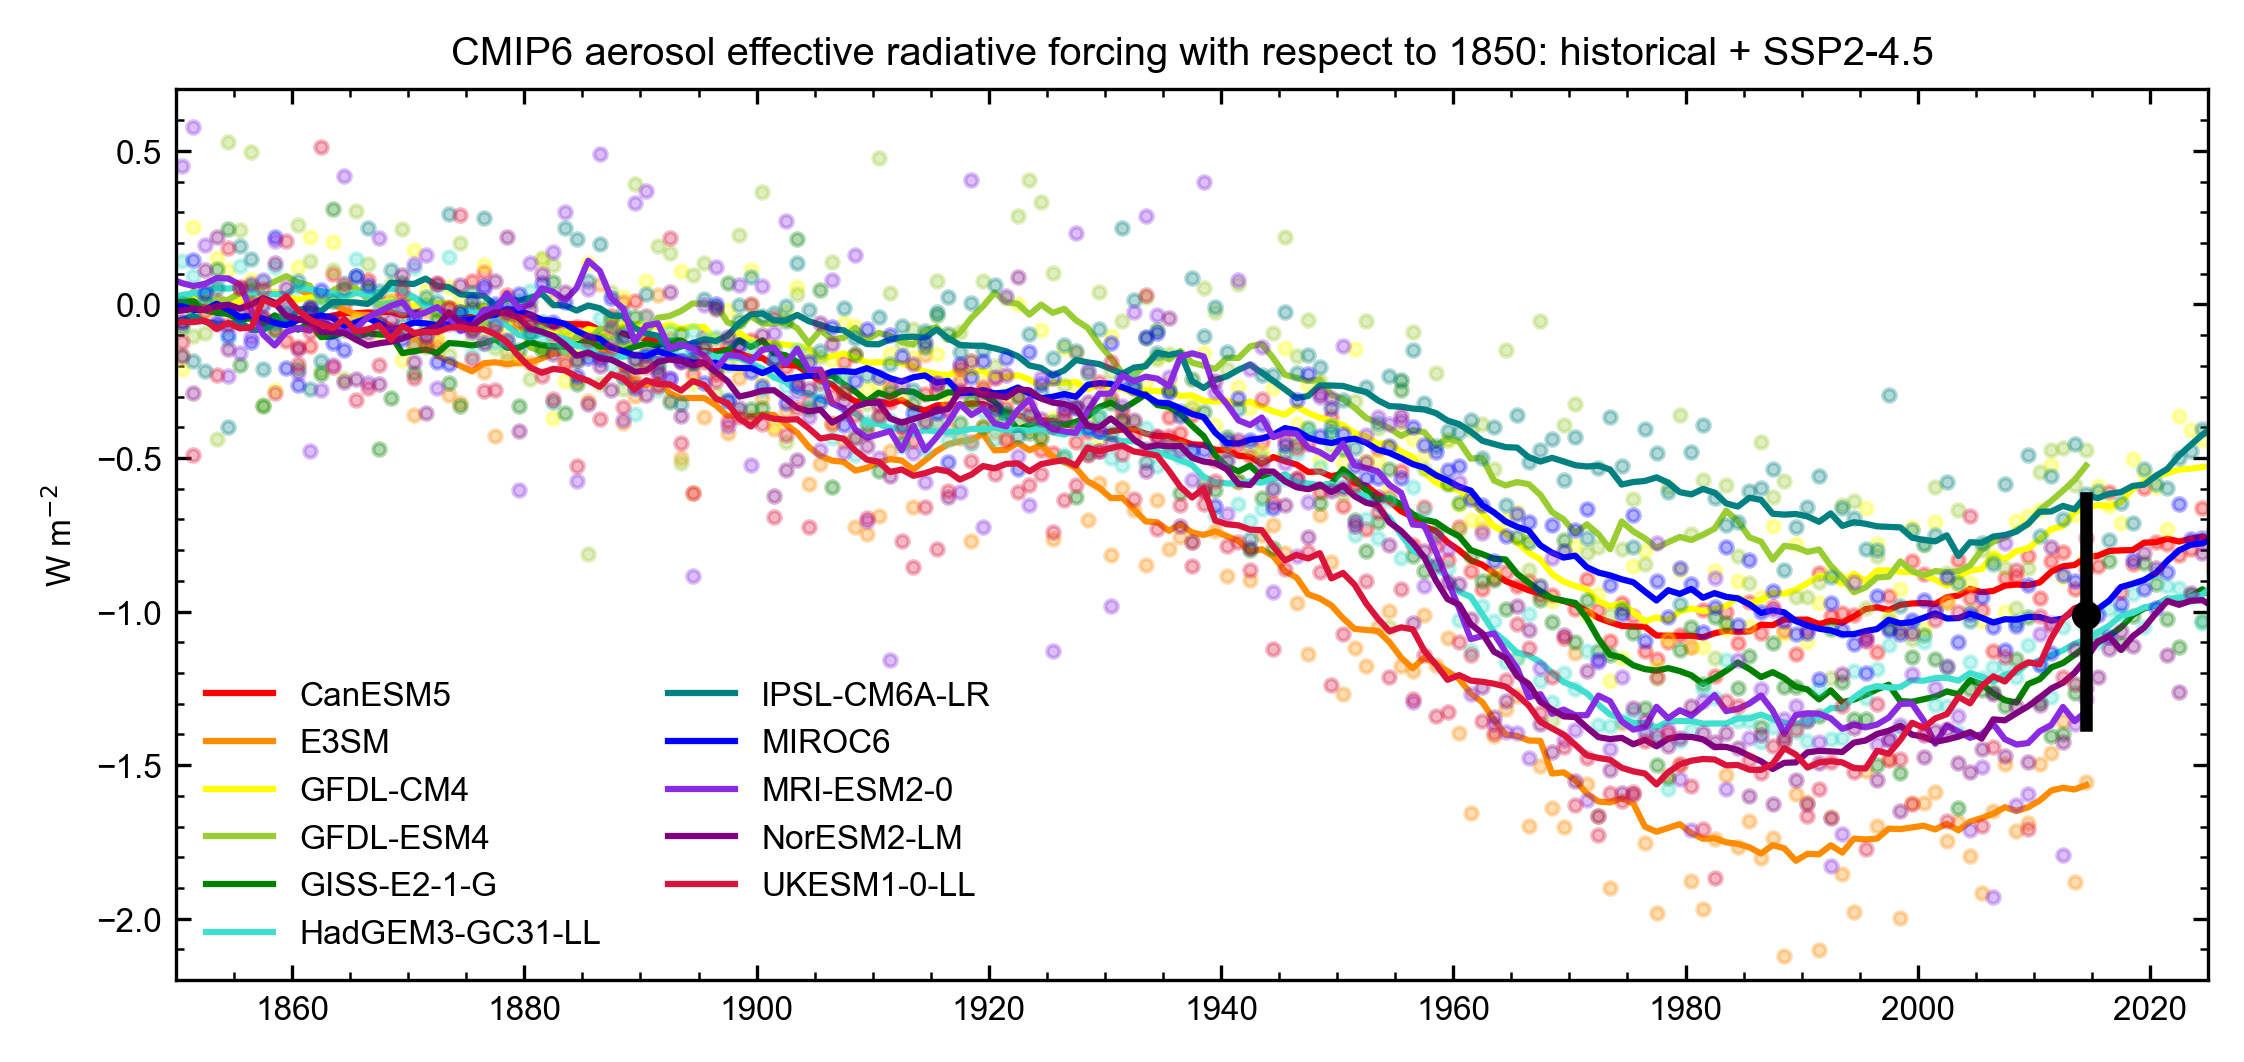 CMIP6 aerosol effective radiative forcing with respect to 1850: historical + SSP2-4.5
0.5
0.0
−0.5
−1.0
−1.5
−2.0
W m⁻²
CanESM5
E3SM
GFDL-CM4
GFDL-ESM4
GISS-E2-1-G
HadGEM3-GC31-LL
IPSL-CM6A-LR
MIROC6
MRI-ESM2-0
NorESM2-LM
UKESM1-0-LL
1860 1880 1900 1920 1940 1960 1980 2000 2020